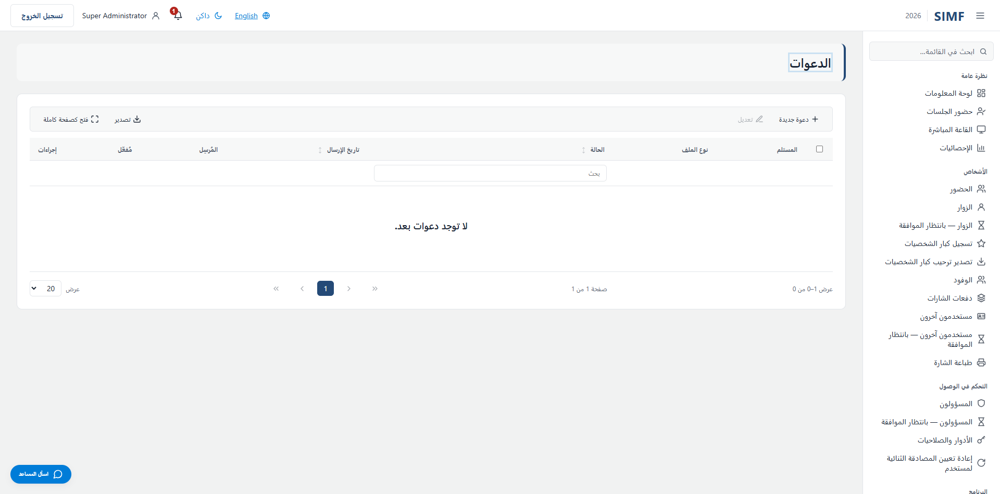 SIMF
2026
English
داكن
1
Super Administrator
تسجيل الخروج
ابحث في القائمة...
نظرة عامة
لوحة المعلومات
حضور الجلسات
القاعة المباشرة
الإحصائيات
الأشخاص
الحضور
الزوار
الزوار — بانتظار الموافقة
تسجيل كبار الشخصيات
تصدير ترحيب كبار الشخصيات
الوفود
دفعات الشارات
مستخدمون آخرون
مستخدمون آخرون — بانتظار
الموافقة
طباعة الشارة
التحكم في الوصول
المسؤولون
المسؤولون — بانتظار الموافقة
الأدوار والصلاحيات
إعادة تعيين المصادقة الثنائية
لمستخدم
البرنامج
الدعوات
دعوة جديدة
تعديل
تصدير
فتح كصفحة كاملة
المستلم
نوع الملف
الحالة
تاريخ الإرسال
المُرسِل
مُفعّل
إجراءات
بحث
لا توجد دعوات بعد.
عرض 1–0 من 0
صفحة 1 من 1
1
عرض
20
اسأل المساعد